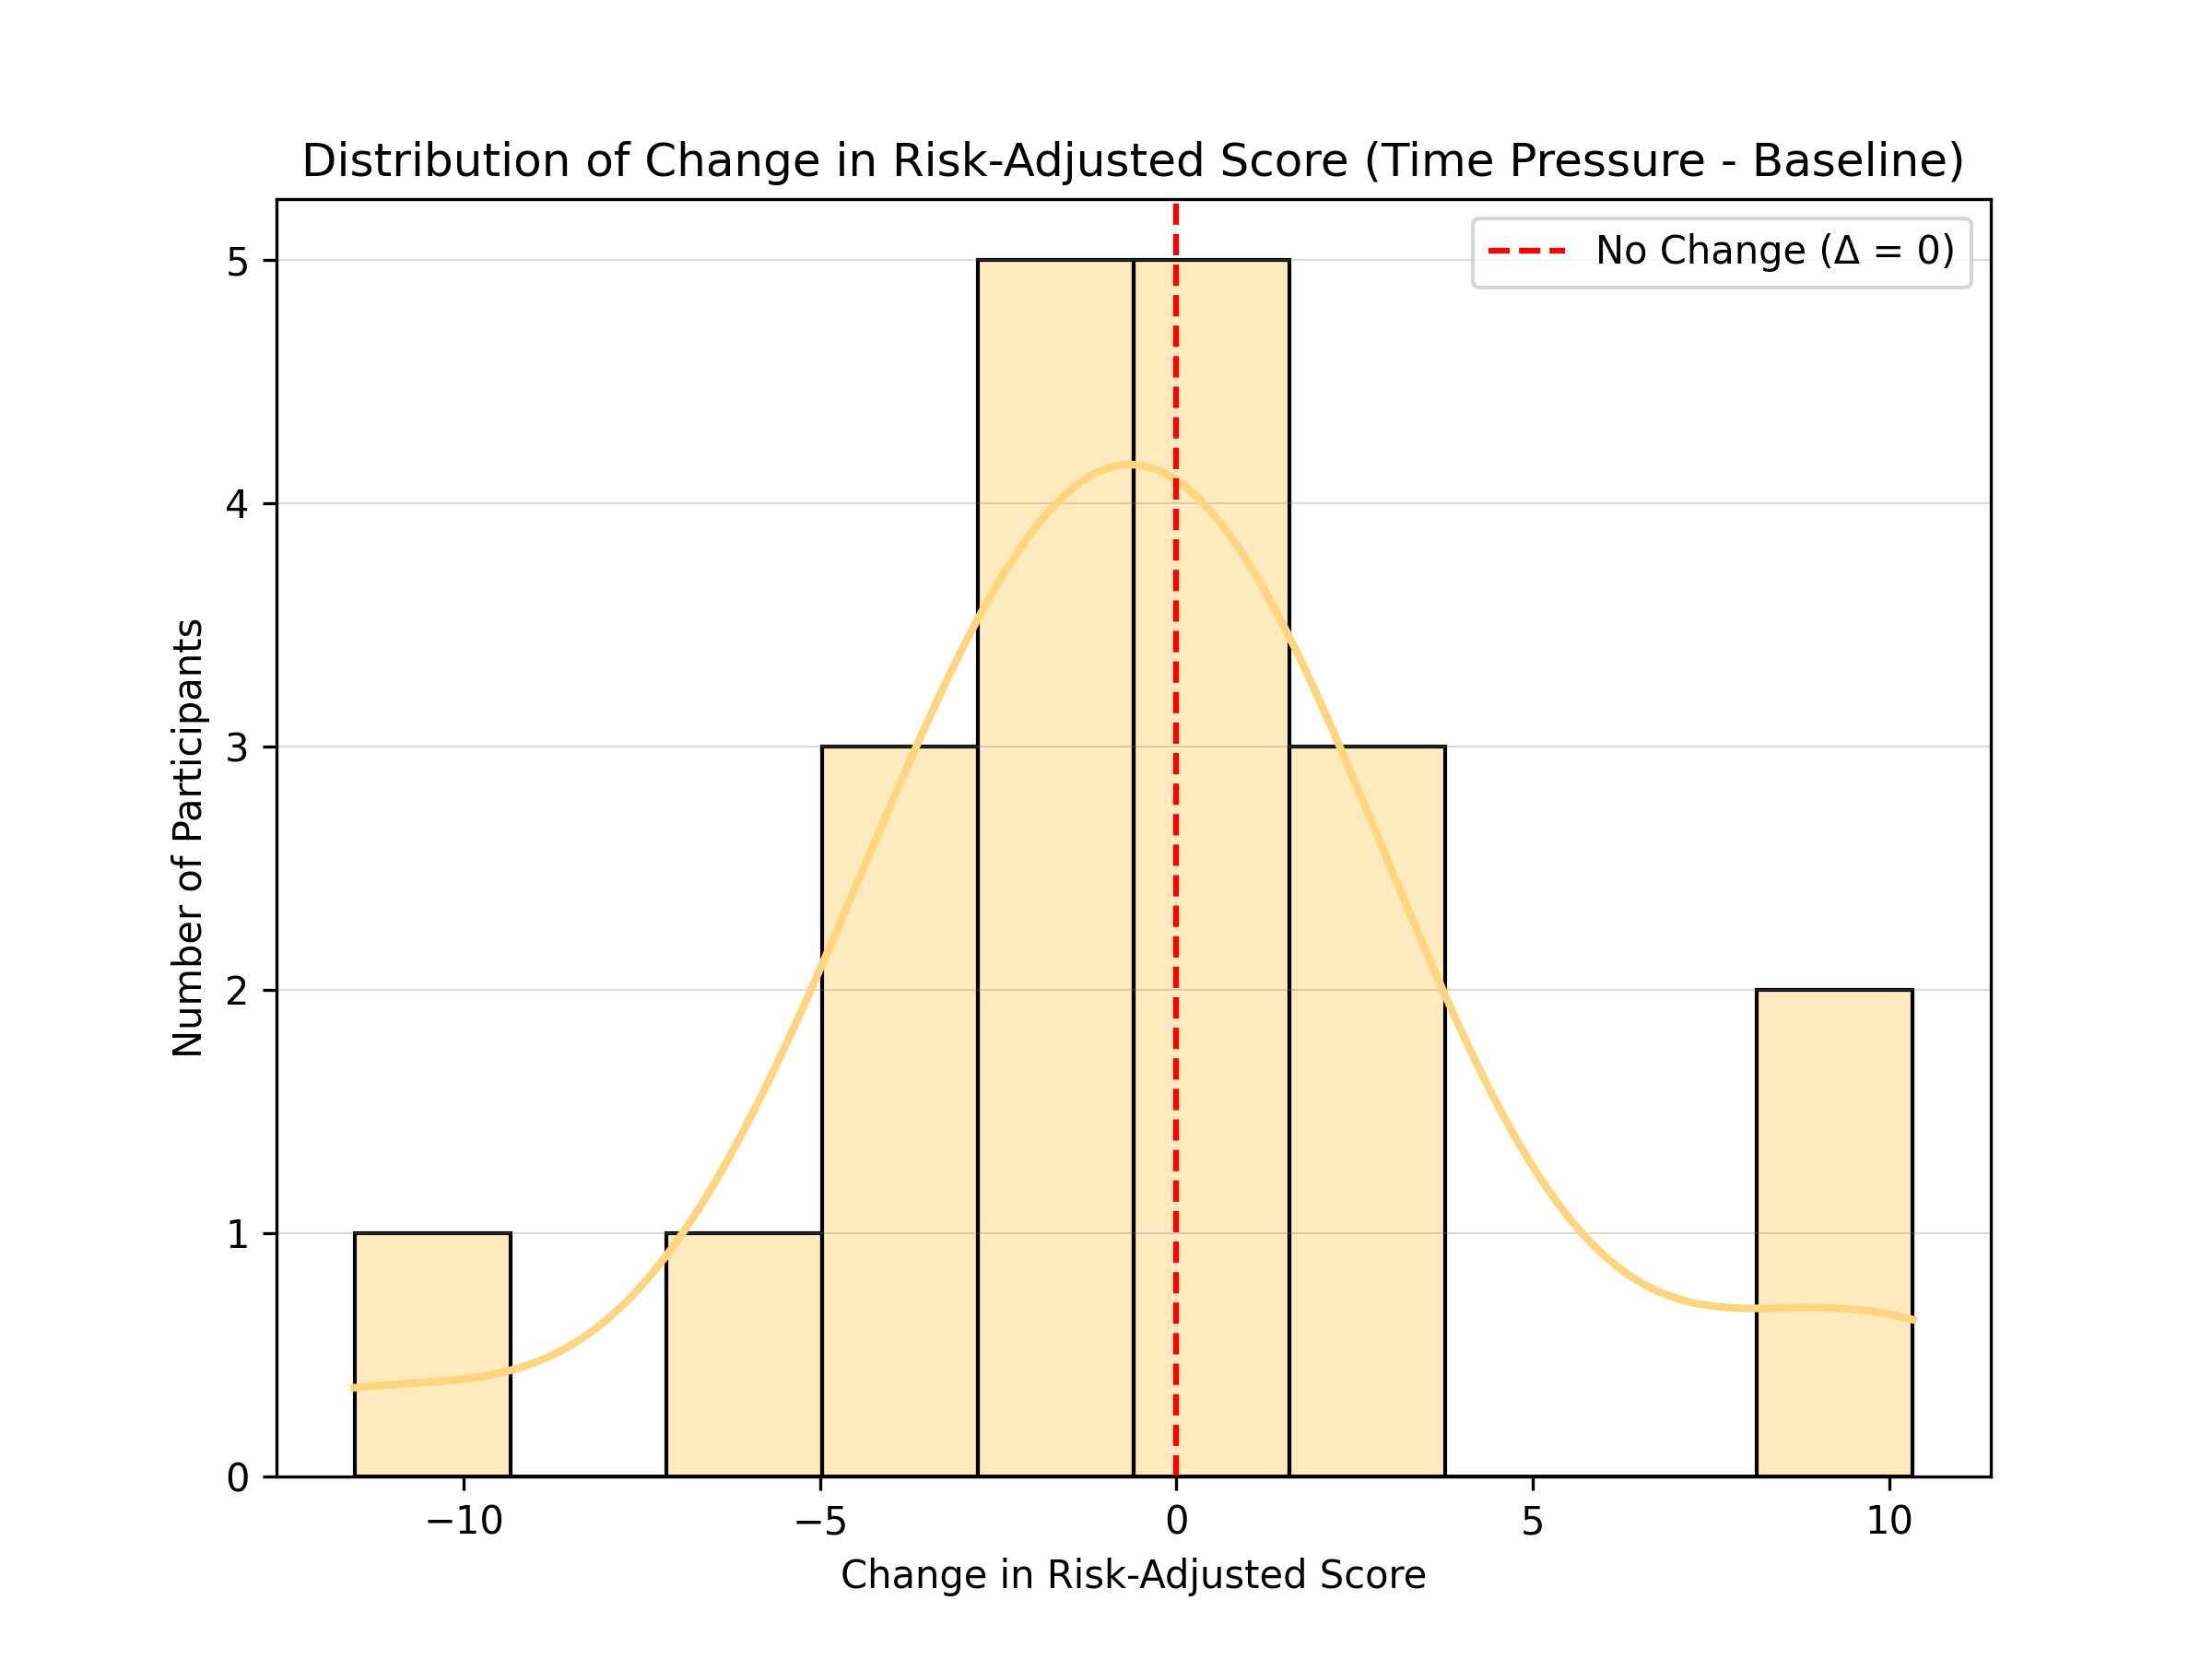 Distribution of Change in Risk-Adjusted Score (Time Pressure - Baseline)
No Change (Δ = 0)
Number of Participants
5
4
3
2
1
0
−10
−5
0
5
10
Change in Risk-Adjusted Score